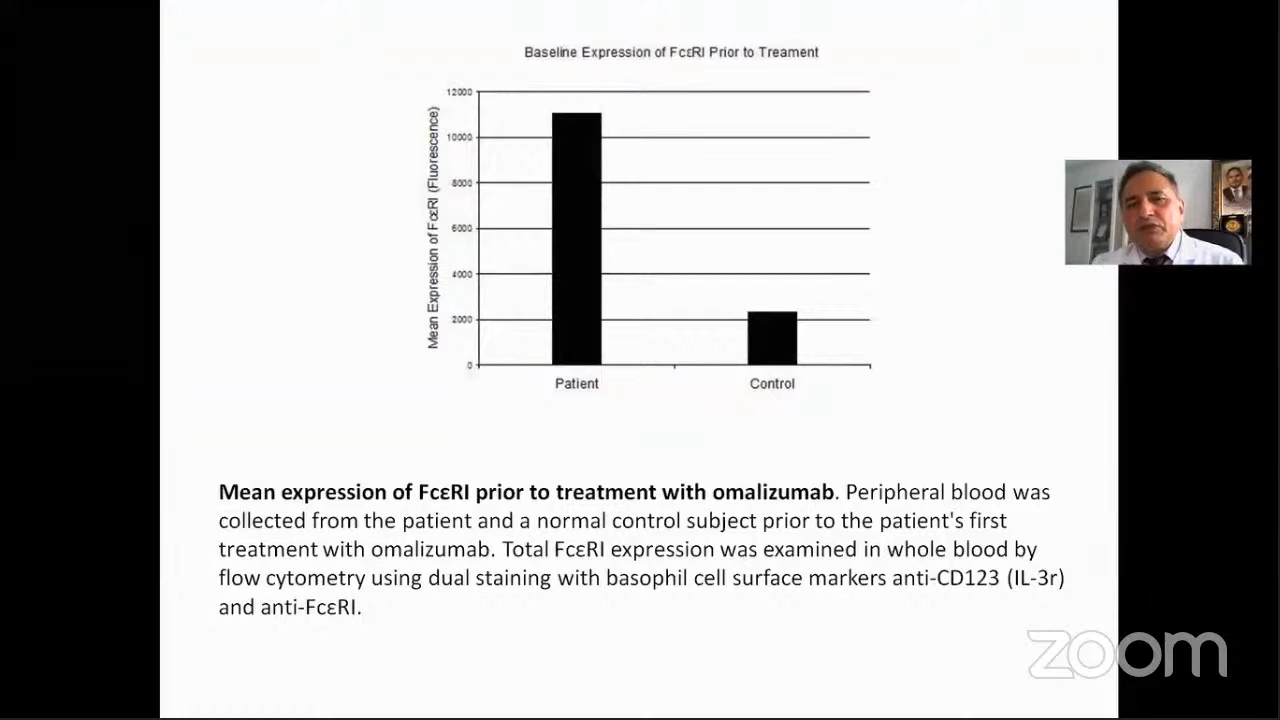 Baseline Expression of FcεRI Prior to Treament
Mean Expression of FcεRI (Fluorescence)
12000
10000
8000
6000
4000
2000
0
Patient
Control
Mean expression of FcεRI prior to treatment with omalizumab. Peripheral blood was
collected from the patient and a normal control subject prior to the patient's first
treatment with omalizumab. Total FcεRI expression was examined in whole blood by
flow cytometry using dual staining with basophil cell surface markers anti-CD123 (IL-3r)
and anti-FcεRI.
zoom